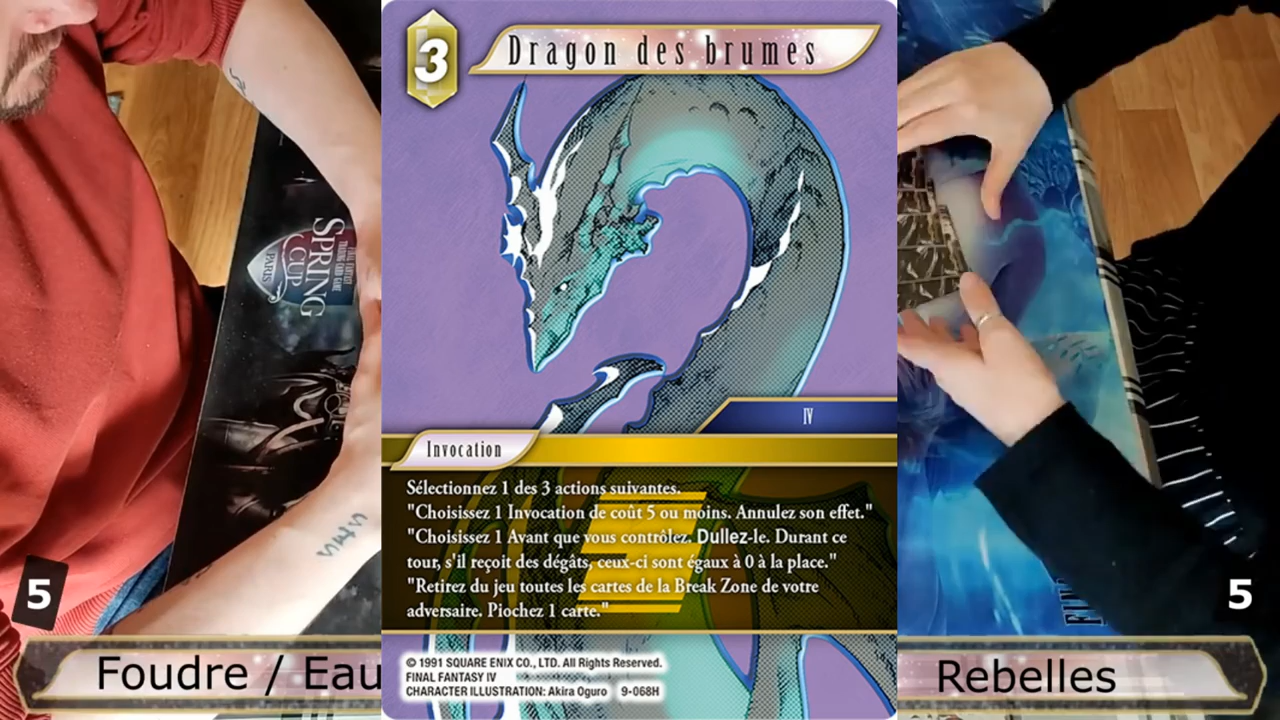 3
Dragon des brumes
IV
Invocation
Sélectionnez 1 des 3 actions suivantes.
"Choisissez 1 Invocation de coût 5 ou moins. Annulez son effet."
"Choisissez 1 Avant que vous contrôlez. Dullez-le. Durant ce
tour, s'il reçoit des dégâts, ceux-ci sont égaux à 0 à la place."
"Retirez du jeu toutes les cartes de la Break Zone de votre
adversaire. Piochez 1 carte."
© 1991 SQUARE ENIX CO., LTD. All Rights Reserved.
FINAL FANTASY IV
CHARACTER ILLUSTRATION: Akira Oguro 9-068H
SPRING
CUP
PARIS
5
Foudre / Eau
5
Rebelles